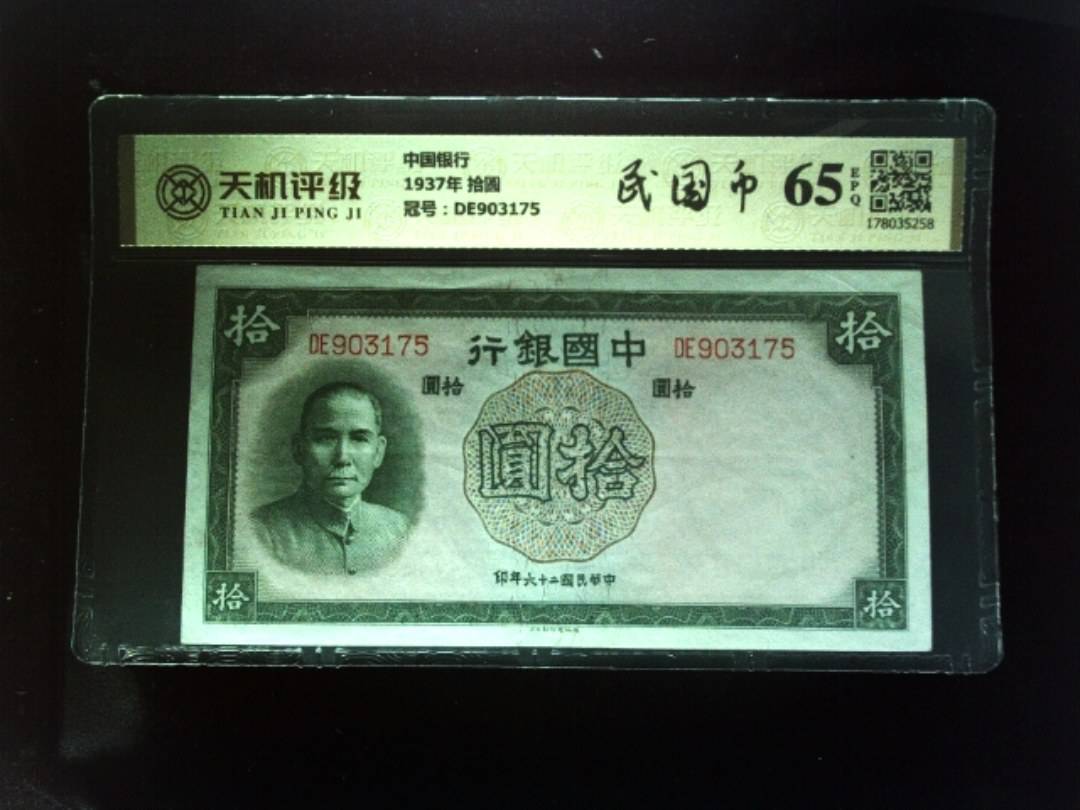 天机评级
TIAN JI PING JI
中国银行
1937年 拾圆
冠号：DE903175
民国币
65
EPQ
178035258
拾
拾
DE903175
行銀國中
DE903175
圓拾
圓拾
圓拾
印年六十二國民華中
拾
拾